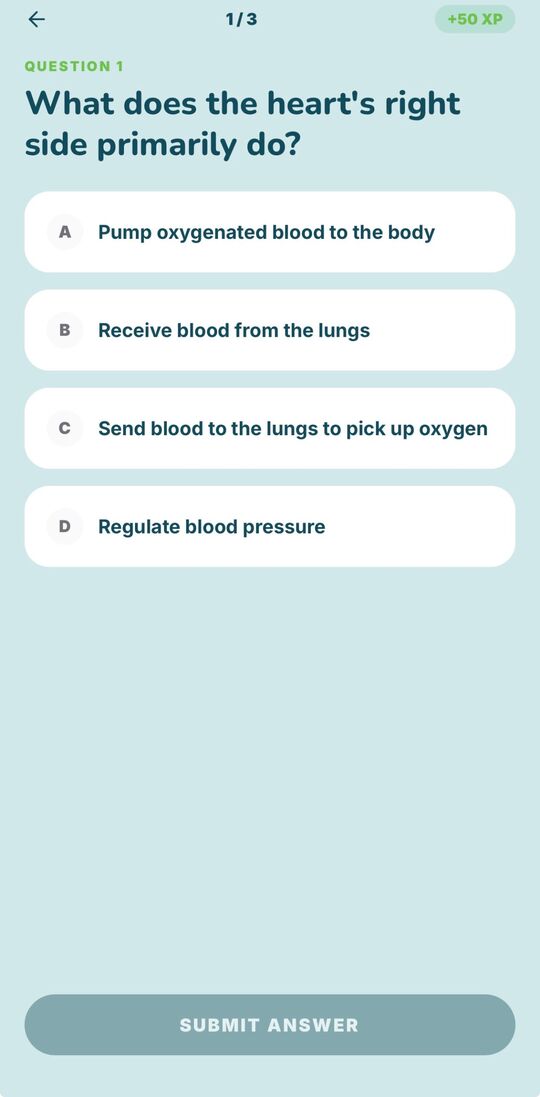 1 / 3
+50 XP
QUESTION 1
What does the heart's right
side primarily do?
A Pump oxygenated blood to the body
B Receive blood from the lungs
C Send blood to the lungs to pick up oxygen
D Regulate blood pressure
SUBMIT ANSWER